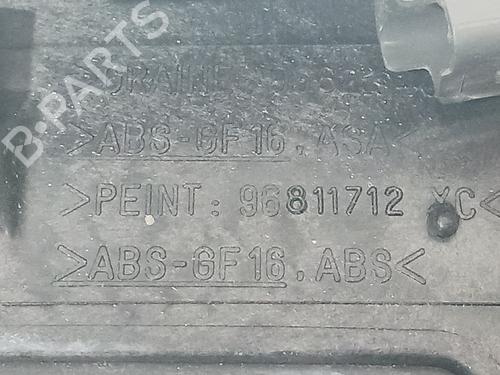 B-PARTS
>ABS-GF16.ASA<
>PEINT: 96811712 XC<
>ABS-GF16.ABS<